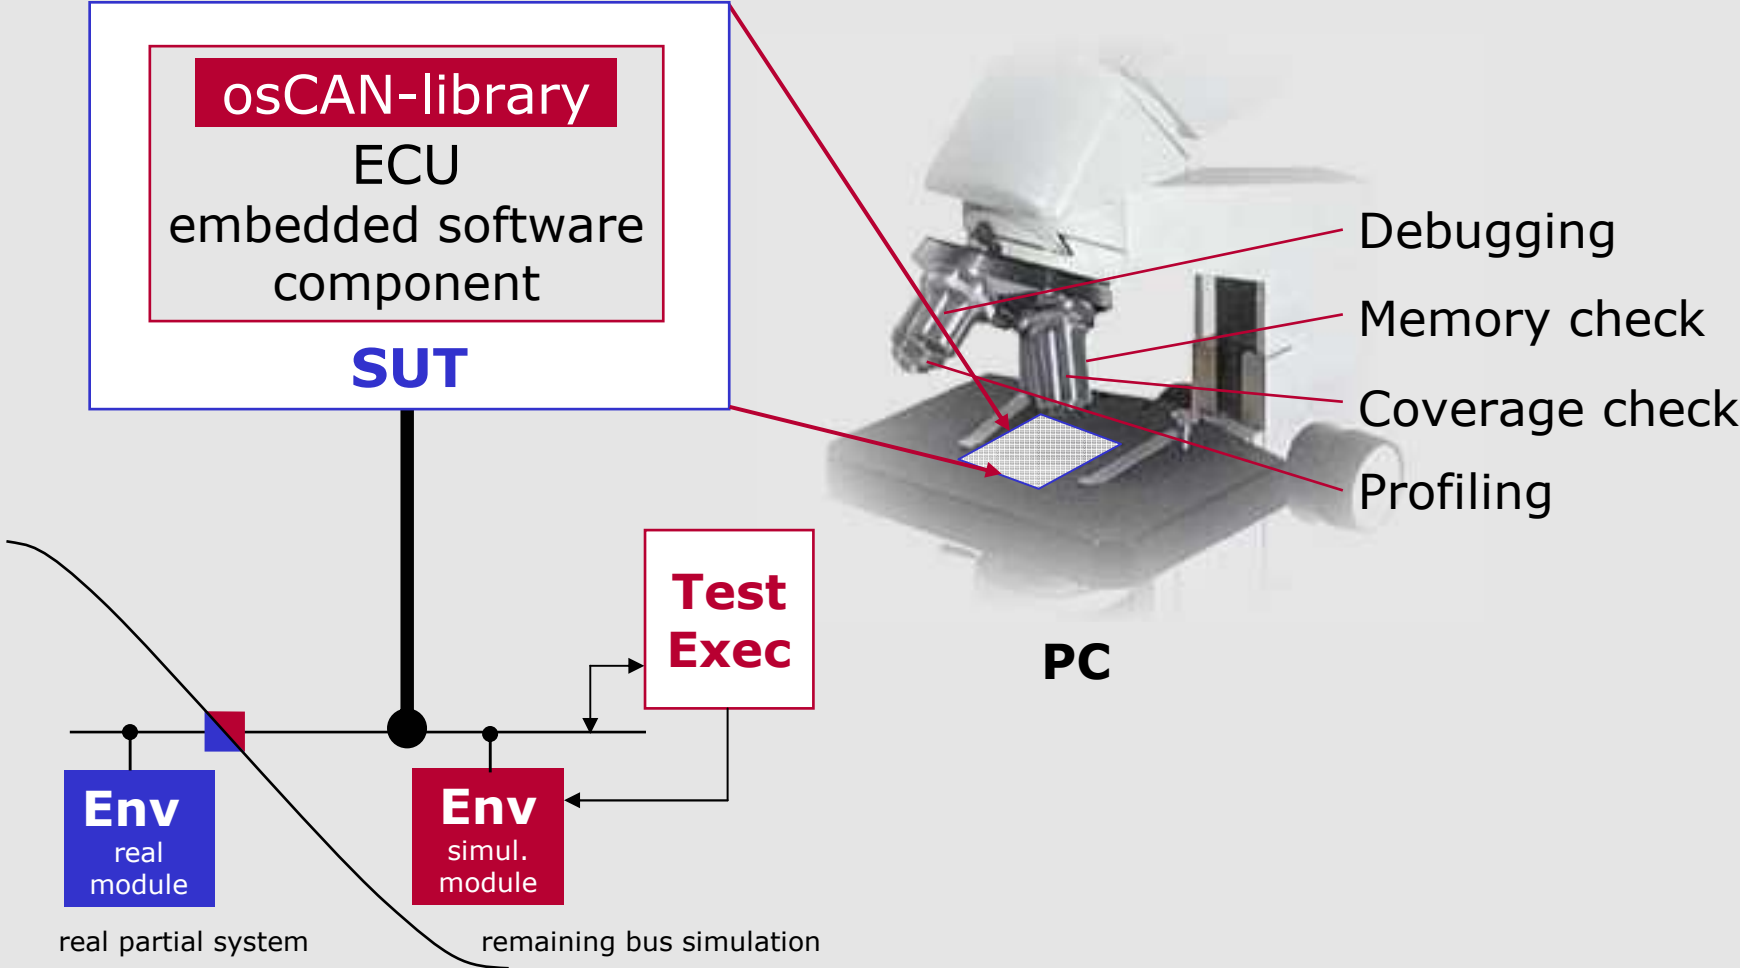 osCAN-library
ECU
embedded software
component
SUT
Debugging
Memory check
Coverage check
Profiling
PC
Test
Exec
Env
real
module
Env
simul.
module
real partial system
remaining bus simulation